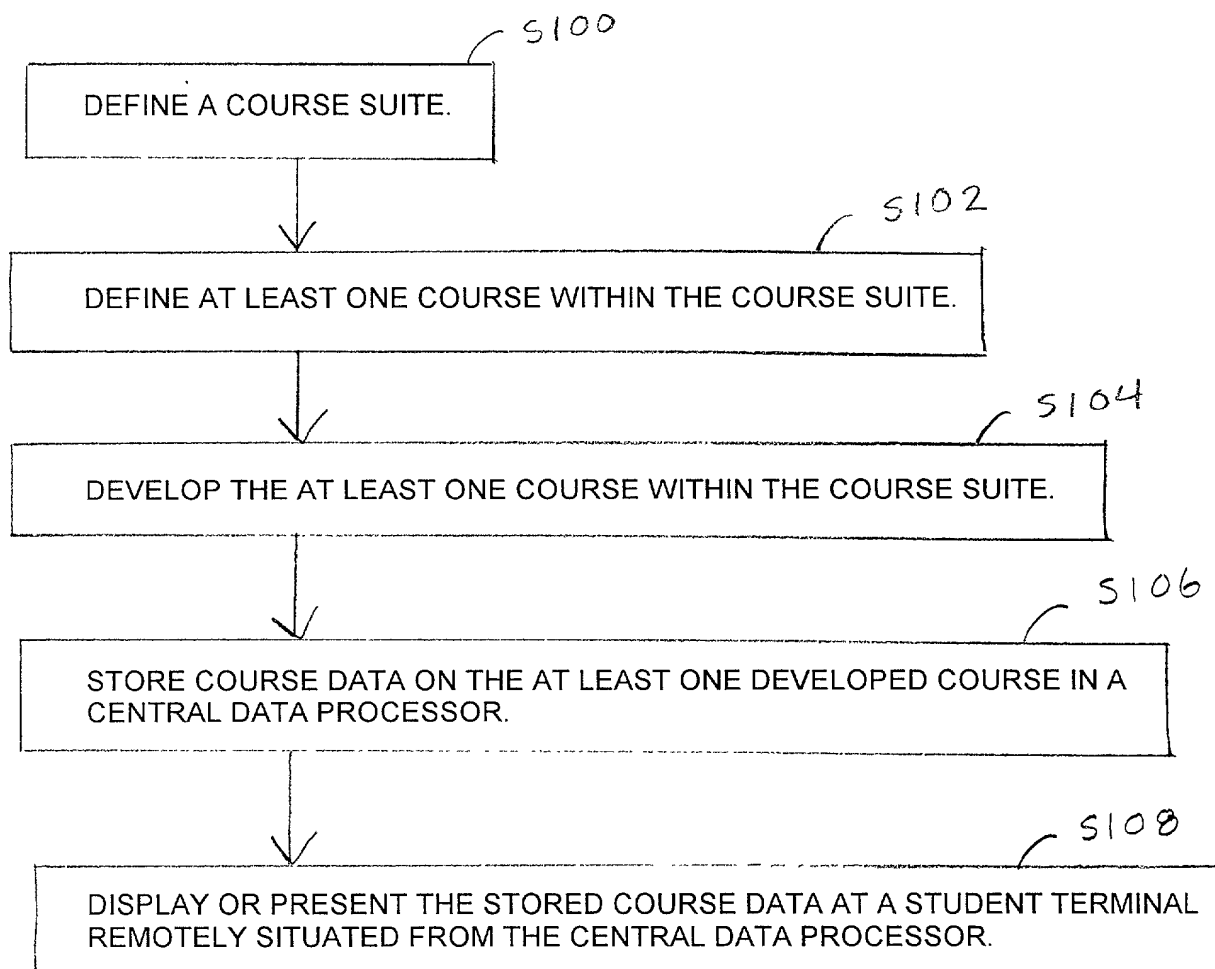 S100
DEFINE A COURSE SUITE.
S102
DEFINE AT LEAST ONE COURSE WITHIN THE COURSE SUITE.
S104
DEVELOP THE AT LEAST ONE COURSE WITHIN THE COURSE SUITE.
S106
STORE COURSE DATA ON THE AT LEAST ONE DEVELOPED COURSE IN A
CENTRAL DATA PROCESSOR.
S108
DISPLAY OR PRESENT THE STORED COURSE DATA AT A STUDENT TERMINAL
REMOTELY SITUATED FROM THE CENTRAL DATA PROCESSOR.